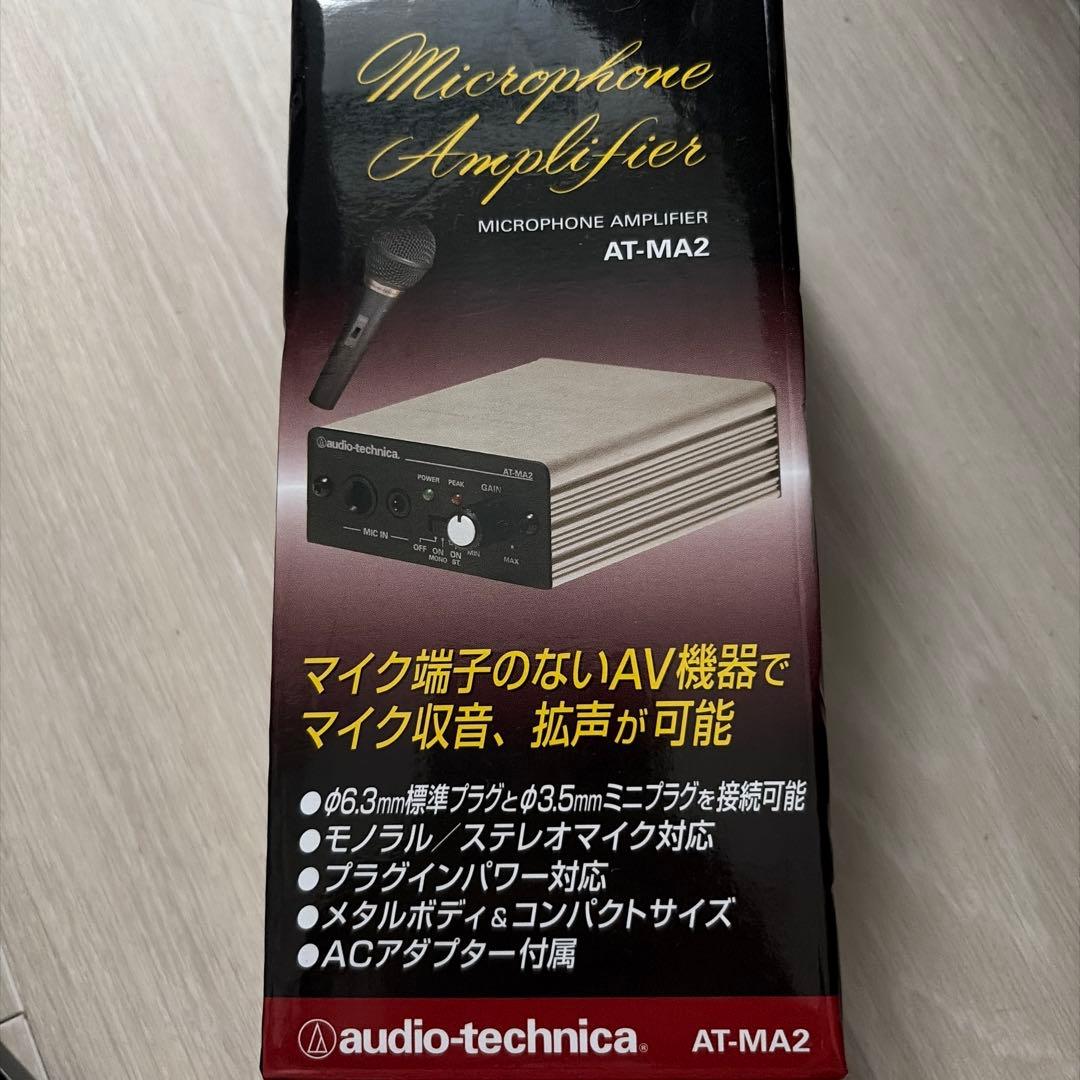 Microphone
Amplifier
MICROPHONE AMPLIFIER
AT-MA2
audio-technica.
AT-MA2
POWER PEAK GAIN
MIC IN
OFF ON ON
MONO ST.
MIN
MAX
マイク端子のないAV機器で
マイク収音、拡声が可能
●φ6.3mm標準プラグとφ3.5mmミニプラグを接続可能
●モノラル/ステレオマイク対応
●プラグインパワー対応
●メタルボディ&コンパクトサイズ
●ACアダプター付属
audio-technica® AT-MA2